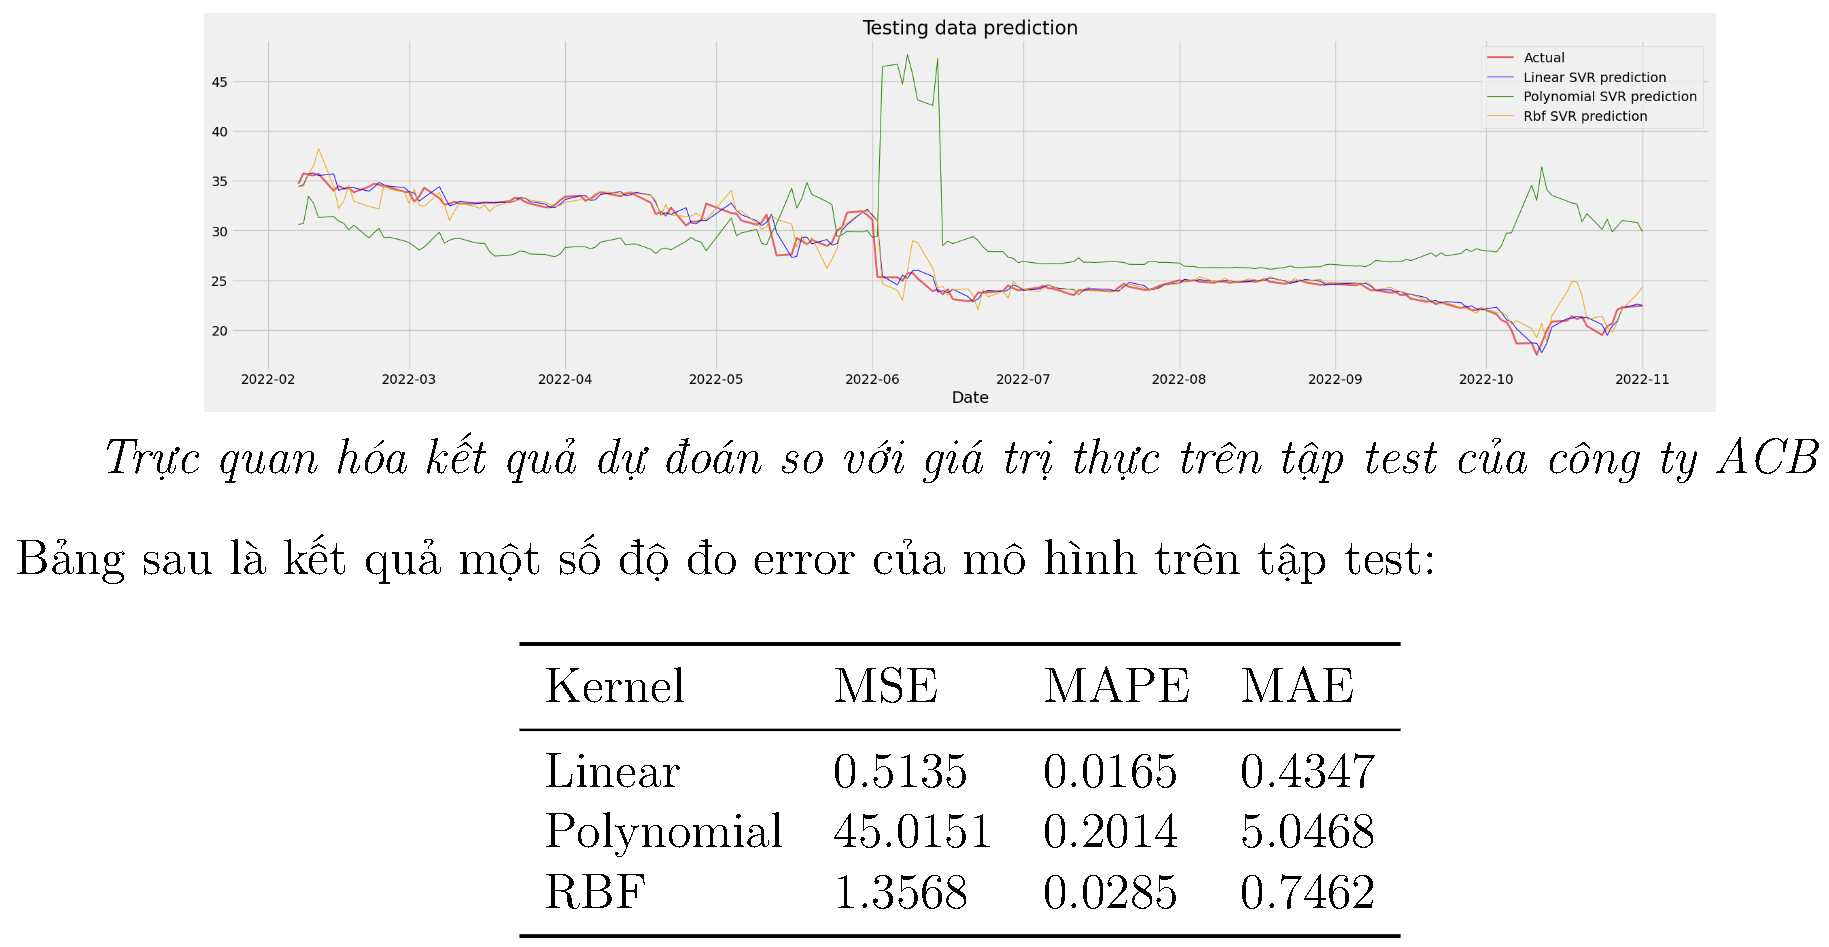 Testing data prediction
Actual
Linear SVR prediction
Polynomial SVR prediction
Rbf SVR prediction
45
40
35
30
25
20
2022-02 2022-03 2022-04 2022-05 2022-06 2022-07 2022-08 2022-09 2022-10 2022-11
Date
Trực quan hóa kết quả dự đoán so với giá trị thực trên tập test của công ty ACB
Bảng sau là kết quả một số độ đo error của mô hình trên tập test:
Kernel MSE MAPE MAE
Linear 0.5135 0.0165 0.4347
Polynomial 45.0151 0.2014 5.0468
RBF 1.3568 0.0285 0.7462